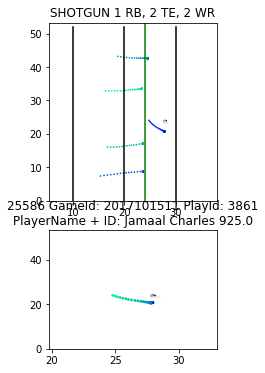 SHOTGUN 1 RB, 2 TE, 2 WR
50
40
30
20
10
0
10 20 30
25586 GameId: 2017101511 PlayId: 3861
PlayerName + ID: Jamaal Charles 925.0
40
20
0
20 25 30